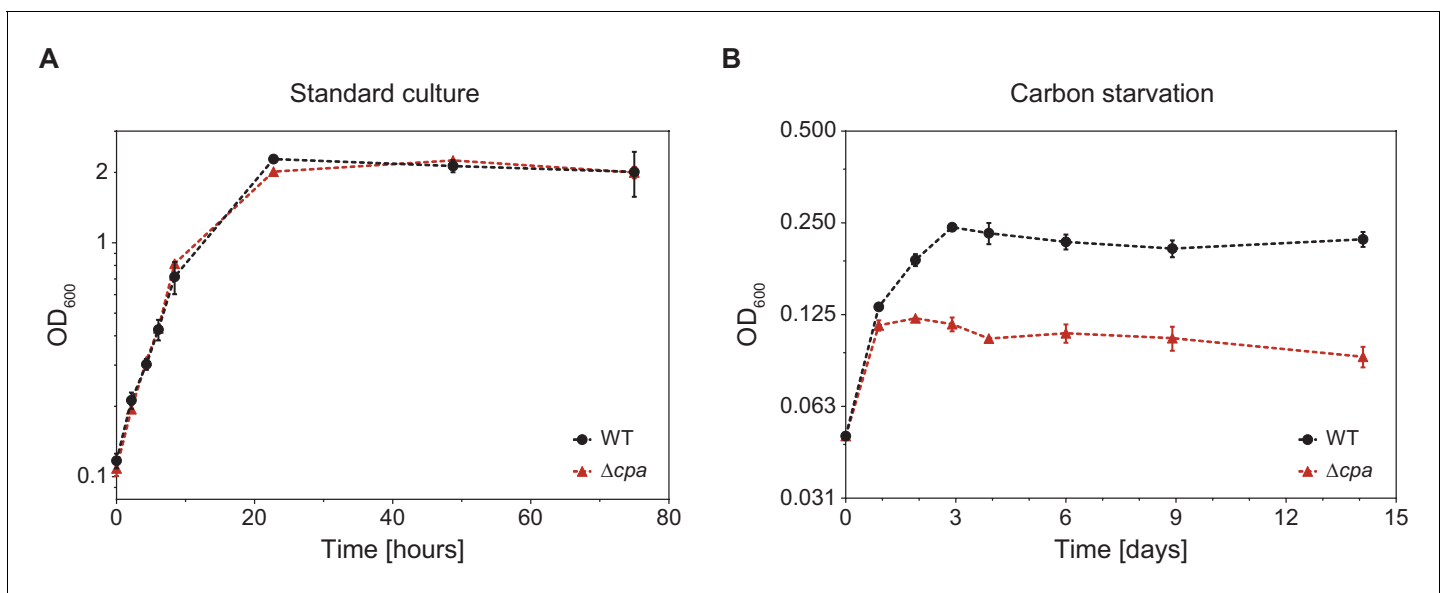 A
Standard culture
OD600
2
1
0.1
0
20
40
60
80
Time [hours]
WT
Δcpa
B
Carbon starvation
OD600
0.500
0.250
0.125
0.063
0.031
0
3
6
9
12
15
Time [days]
WT
Δcpa